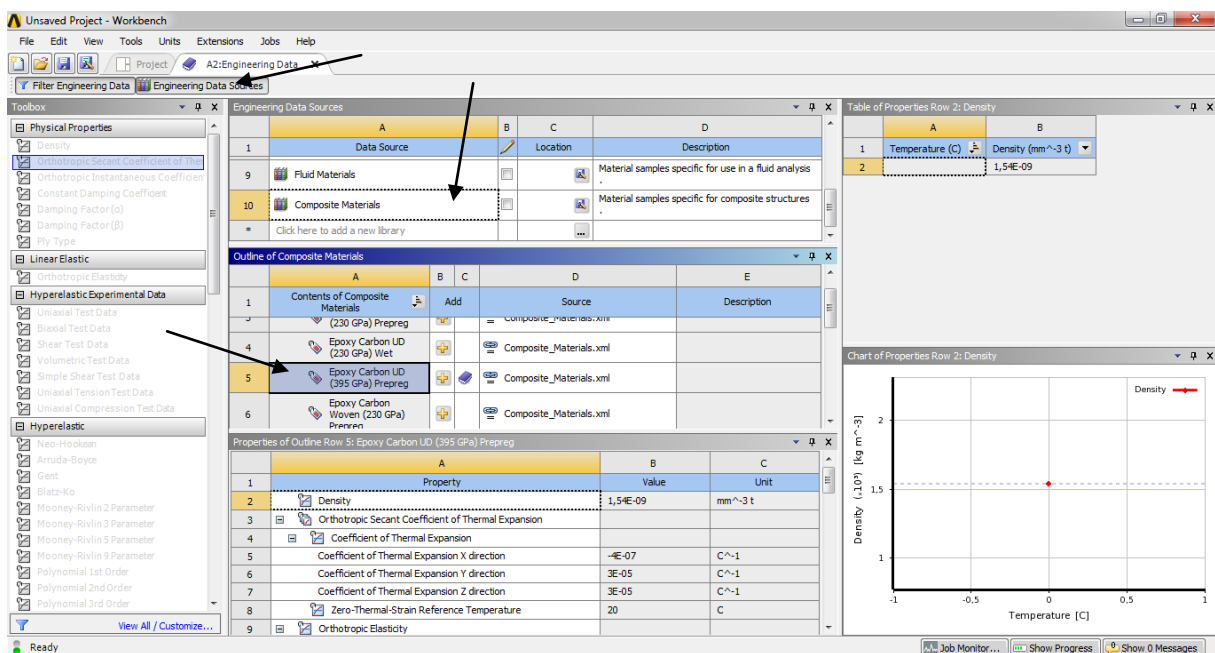 Unsaved Project - Workbench
File Edit View Tools Units Extensions Jobs Help
Project A2:Engineering Data
Filter Engineering Data Engineering Data Sources
Toolbox
Physical Properties
Density
Orthotropic Secant Coefficient of Ther
Orthotropic Instantaneous Coefficien
Constant Damping Coefficient
Damping Factor (α)
Damping Factor (β)
Ply Type
Linear Elastic
Orthotropic Elasticity
Hyperelastic Experimental Data
Uniaxial Test Data
Biaxial Test Data
Shear Test Data
Volumetric Test Data
Simple Shear Test Data
Uniaxial Tension Test Data
Uniaxial Compression Test Data
Hyperelastic
Neo-Hookean
Arruda-Boyce
Gent
Blatz-Ko
Mooney-Rivlin 2 Parameter
Mooney-Rivlin 3 Parameter
Mooney-Rivlin 5 Parameter
Mooney-Rivlin 9 Parameter
Polynomial 1st Order
Polynomial 2nd Order
Polynomial 3rd Order
View All / Customize...
Engineering Data Sources
A B C D
1 Data Source Location Description
9 Fluid Materials Material samples specific for use in a fluid analysis
.
10 Composite Materials Material samples specific for composite structures
.
* Click here to add a new library ...
Outline of Composite Materials
A B C D E
1 Contents of Composite Materials Add Source Description
(230 GPa) Prepreg Composite_Materials.xml
4 Epoxy Carbon UD (230 GPa) Wet Composite_Materials.xml
5 Epoxy Carbon UD (395 GPa) Prepreg Composite_Materials.xml
6 Epoxy Carbon Woven (230 GPa) Prepreg Composite_Materials.xml
Properties of Outline Row 5: Epoxy Carbon UD (395 GPa) Prepreg
A B C
1 Property Value Unit
2 Density 1,54E-09 mm^-3 t
3 Orthotropic Secant Coefficient of Thermal Expansion
4 Coefficient of Thermal Expansion
5 Coefficient of Thermal Expansion X direction -4E-07 C^-1
6 Coefficient of Thermal Expansion Y direction 3E-05 C^-1
7 Coefficient of Thermal Expansion Z direction 3E-05 C^-1
8 Zero-Thermal-Strain Reference Temperature 20 C
9 Orthotropic Elasticity
Table of Properties Row 2: Density
A B
1 Temperature (C) Density (mm^-3 t)
2 1,54E-09
Chart of Properties Row 2: Density
Density
Density (.10³) [kg m^-3]
2
1,5
1
-1 -0,5 0 0,5 1
Temperature [C]
Ready
Job Monitor... Show Progress Show 0 Messages